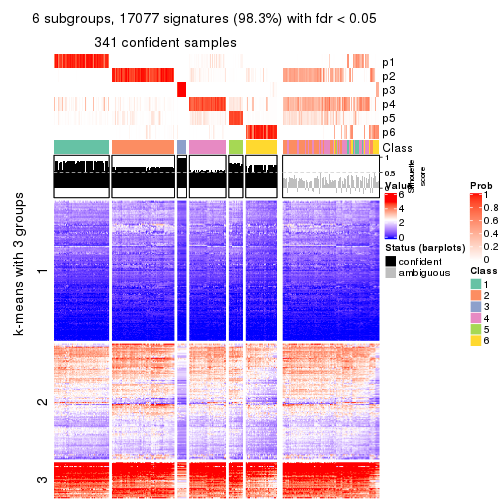 6 subgroups, 17077 signatures (98.3%) with fdr < 0.05
341 confident samples
p1
p2
p3
p4
p5
p6
Class
1
0.5
0
Silhouette
score
k-means with 3 groups
1
2
3
Value
6
4
2
0
Status (barplots)
confident
ambiguous
Prob
1
0.8
0.6
0.4
0.2
0
Class
1
2
3
4
5
6